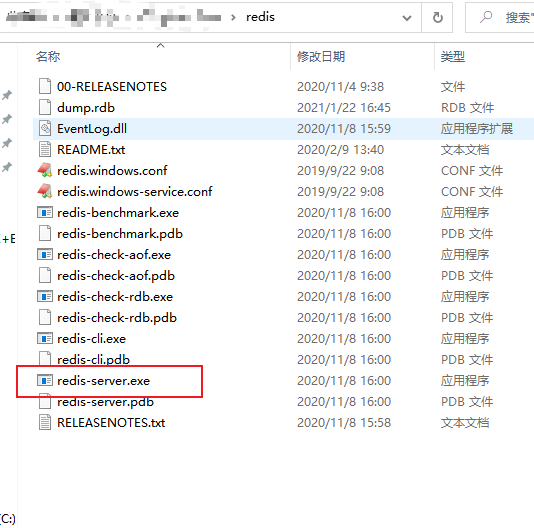 redis
搜索"
名称 修改日期 类型
00-RELEASENOTES 2020/11/4 9:38 文件
dump.rdb 2021/1/22 16:45 RDB 文件
EventLog.dll 2020/11/8 15:59 应用程序扩展
README.txt 2020/2/9 13:40 文本文档
redis.windows.conf 2019/9/22 9:08 CONF 文件
redis.windows-service.conf 2019/9/22 9:08 CONF 文件
redis-benchmark.exe 2020/11/8 16:00 应用程序
redis-benchmark.pdb 2020/11/8 16:00 PDB 文件
redis-check-aof.exe 2020/11/8 16:00 应用程序
redis-check-aof.pdb 2020/11/8 16:00 PDB 文件
redis-check-rdb.exe 2020/11/8 16:00 应用程序
redis-check-rdb.pdb 2020/11/8 16:00 PDB 文件
redis-cli.exe 2020/11/8 16:00 应用程序
redis-cli.pdb 2020/11/8 16:00 PDB 文件
redis-server.exe 2020/11/8 16:00 应用程序
redis-server.pdb 2020/11/8 16:00 PDB 文件
RELEASENOTES.txt 2020/11/8 15:58 文本文档
(C:)